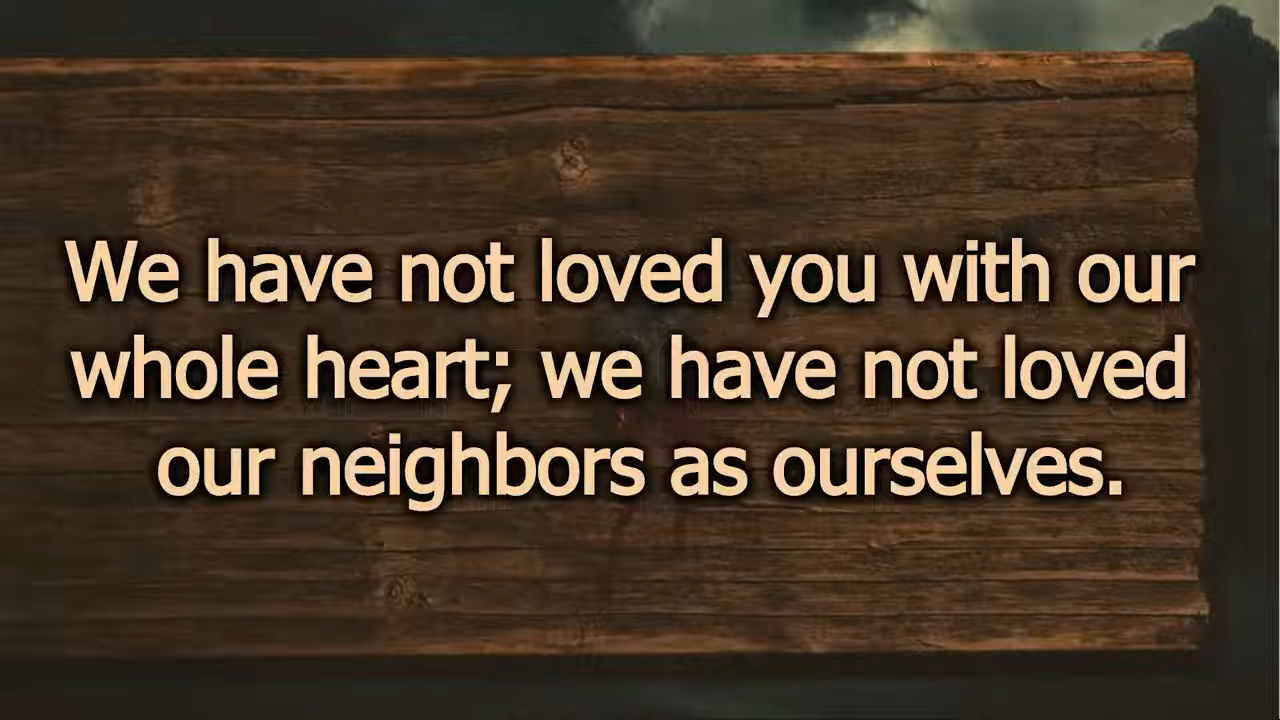 We have not loved you with our
whole heart; we have not loved
our neighbors as ourselves.